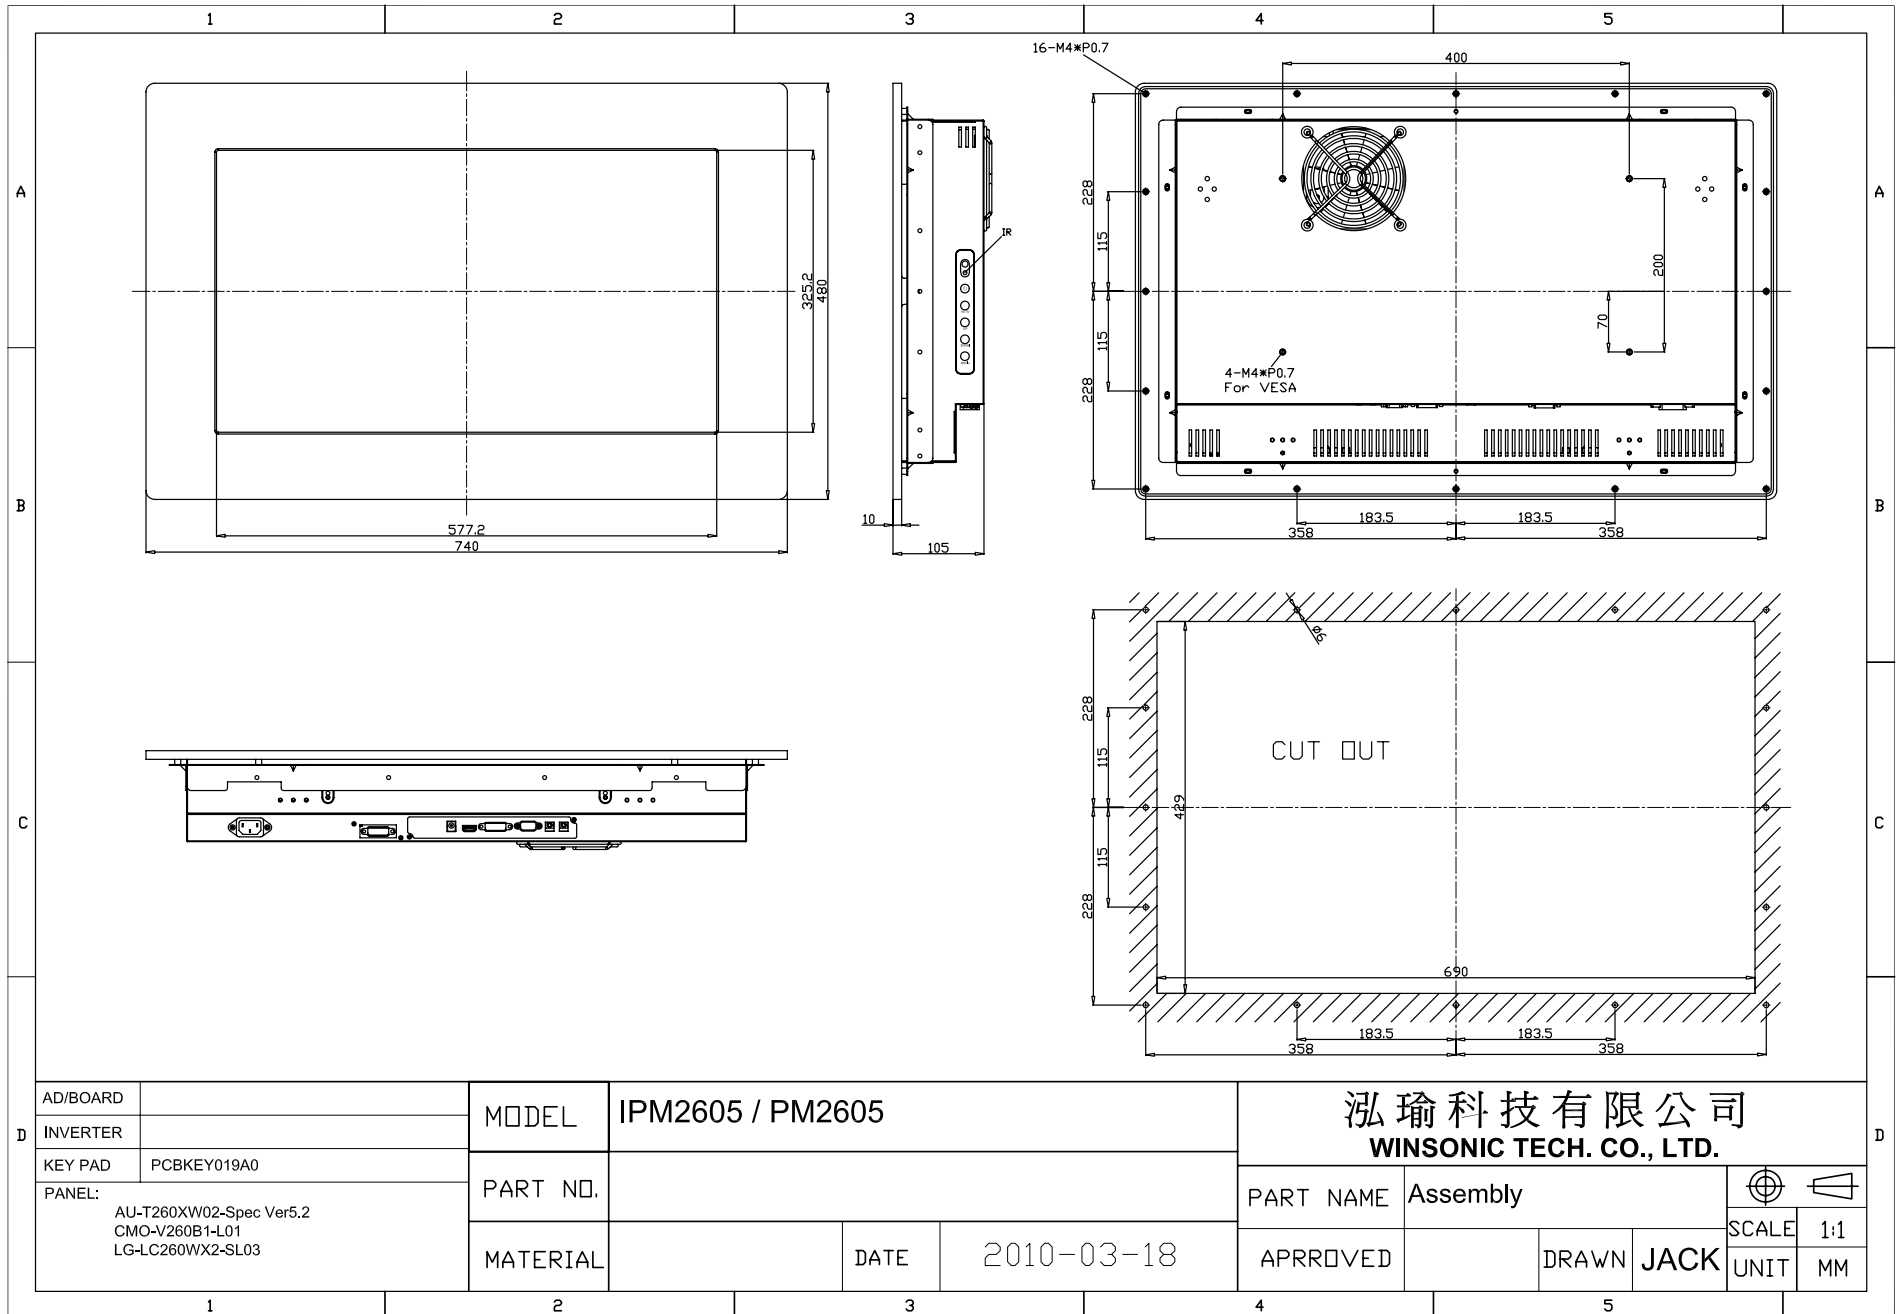 1 2 3 4 5
A A
B B
C C
D D
577.2
740
325.2
480
IR
10
105
16-M4*P0.7
400
228
115
115
228
200
70
4-M4*P0.7
For VESA
183.5 183.5
358 358
ø6
228
115
115
228
CUT OUT
429
690
183.5 183.5
358 358
AD/BOARD
INVERTER
KEY PAD PCBKEY019A0
PANEL:
AU-T260XW02-Spec Ver5.2
CMO-V260B1-L01
LG-LC260WX2-SL03
MODEL IPM2605 / PM2605
PART NO.
MATERIAL
DATE 2010-03-18
泓瑜科技有限公司
WINSONIC TECH. CO., LTD.
PART NAME Assembly
APRROVED
DRAWN JACK
SCALE 1:1
UNIT MM
1 2 3 4 5